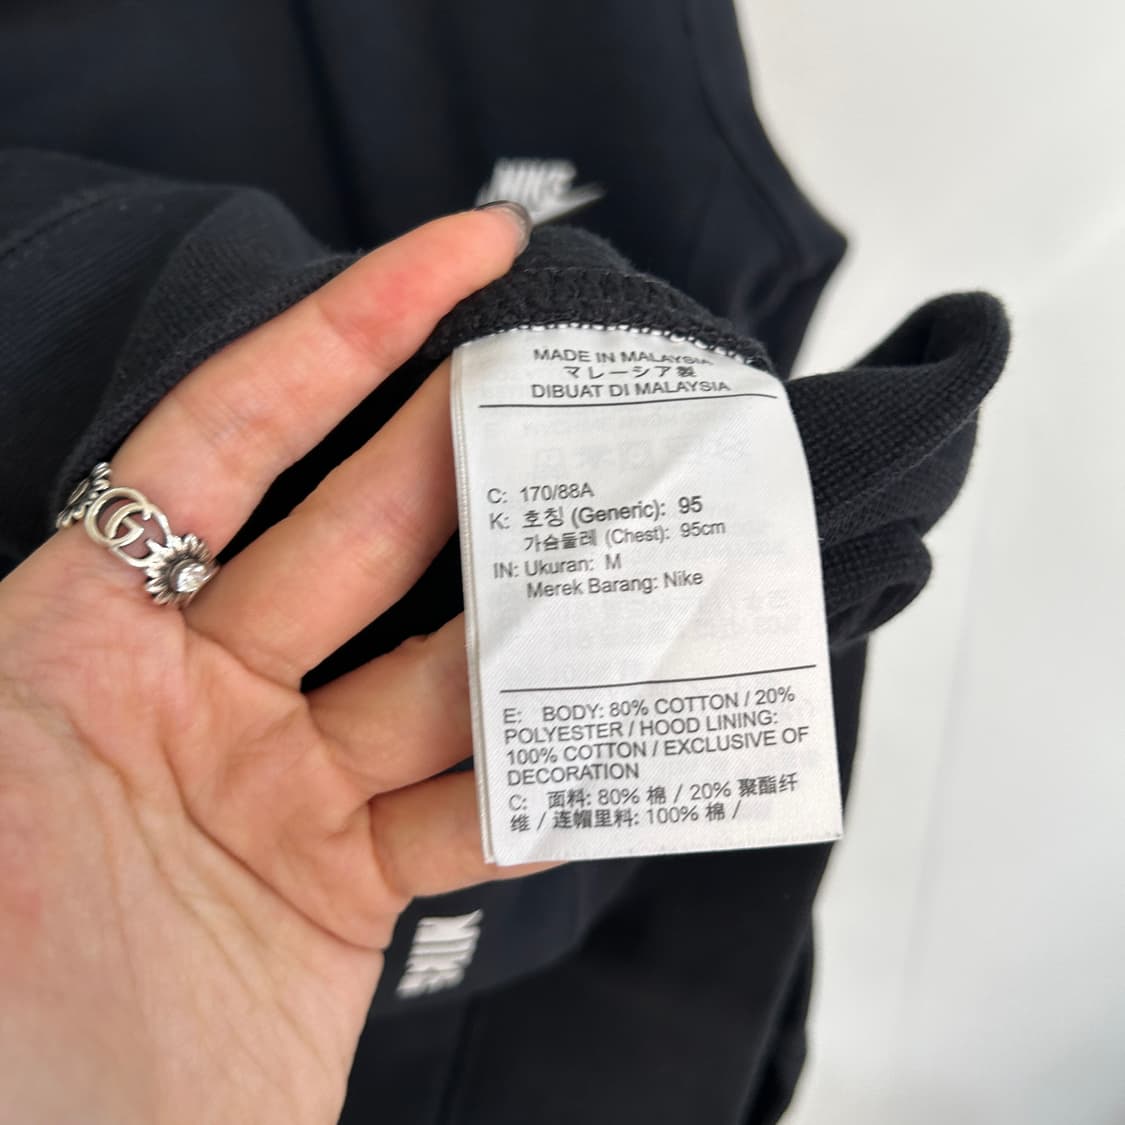 NIKE
MADE IN MALAYSIA
マレーシア製
DIBUAT DI MALAYSIA
C: 170/88A
K: 호칭 (Generic): 95
가슴둘레 (Chest): 95cm
IN: Ukuran: M
Merek Barang: Nike
E: BODY: 80% COTTON / 20%
POLYESTER / HOOD LINING:
100% COTTON / EXCLUSIVE OF
DECORATION
C: 面料: 80% 棉 / 20% 聚酯纤
维 / 连帽里料: 100% 棉 /
NIKE